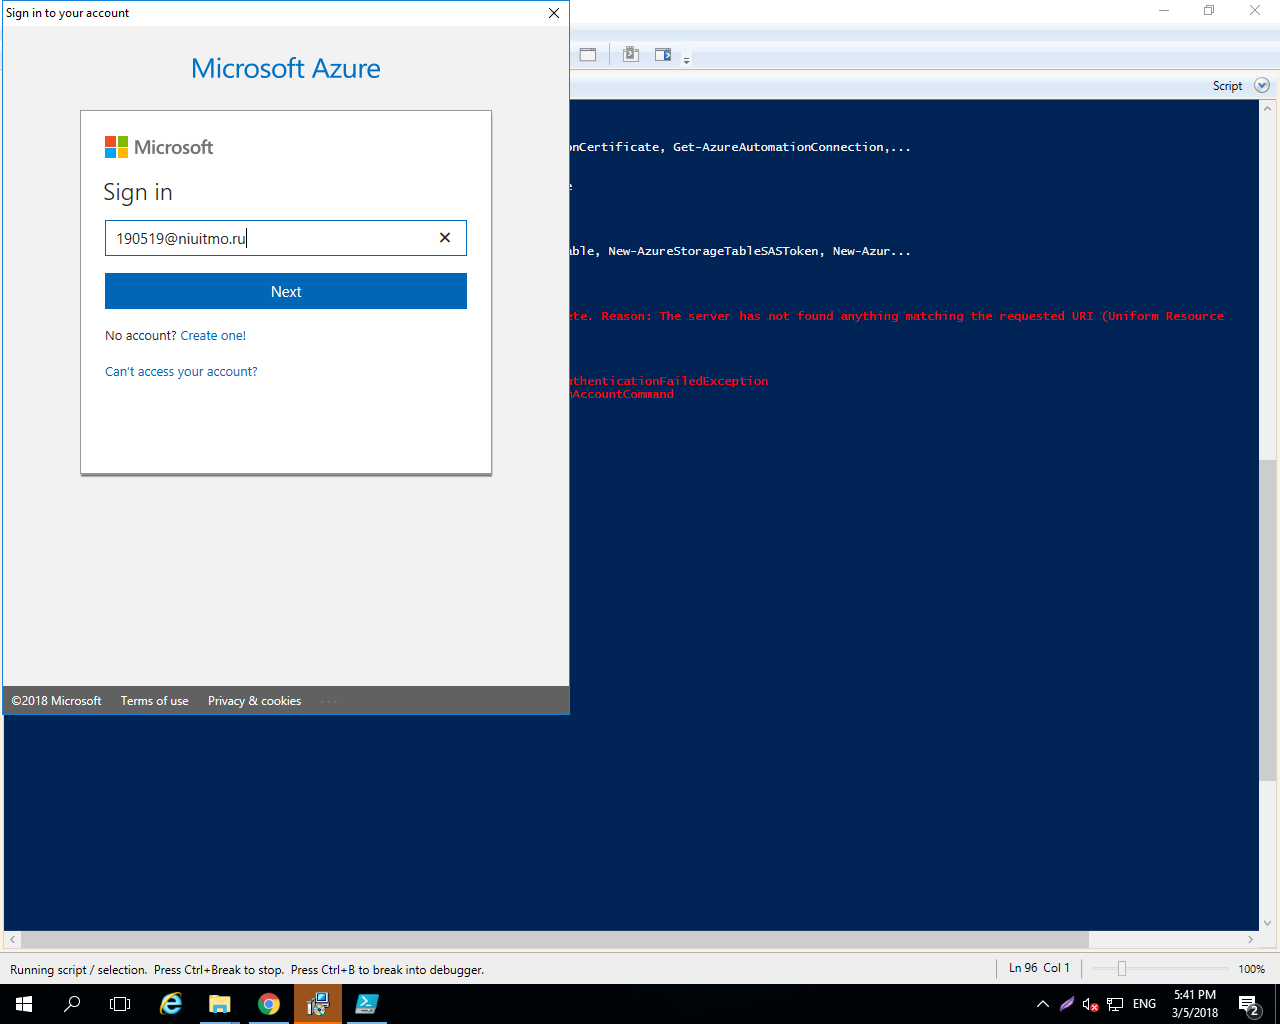 Sign in to your account
Microsoft Azure
Microsoft
Sign in
190519@niuitmo.ru
Next
No account? Create one!
Can't access your account?
©2018 Microsoft Terms of use Privacy & cookies
Script
onCertificate, Get-AzureAutomationConnection,...
e
able, New-AzureStorageTableSASToken, New-Azur...
ete. Reason: The server has not found anything matching the requested URI (Uniform Resource
uthenticationFailedException
mAccountCommand
Running script / selection. Press Ctrl+Break to stop. Press Ctrl+B to break into debugger.
Ln 96 Col 1
100%
ENG
5:41 PM
3/5/2018
2